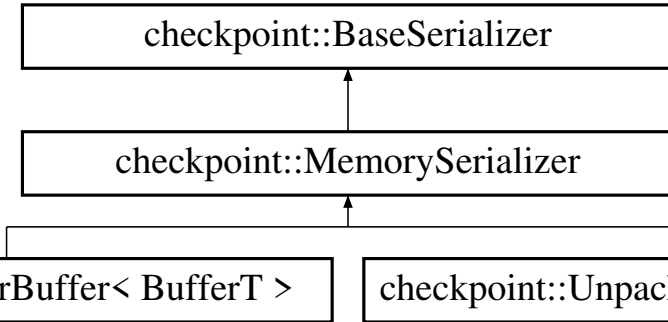 checkpoint::BaseSerializer
checkpoint::MemorySerializer
rBuffer< BufferT >
checkpoint::Unpac